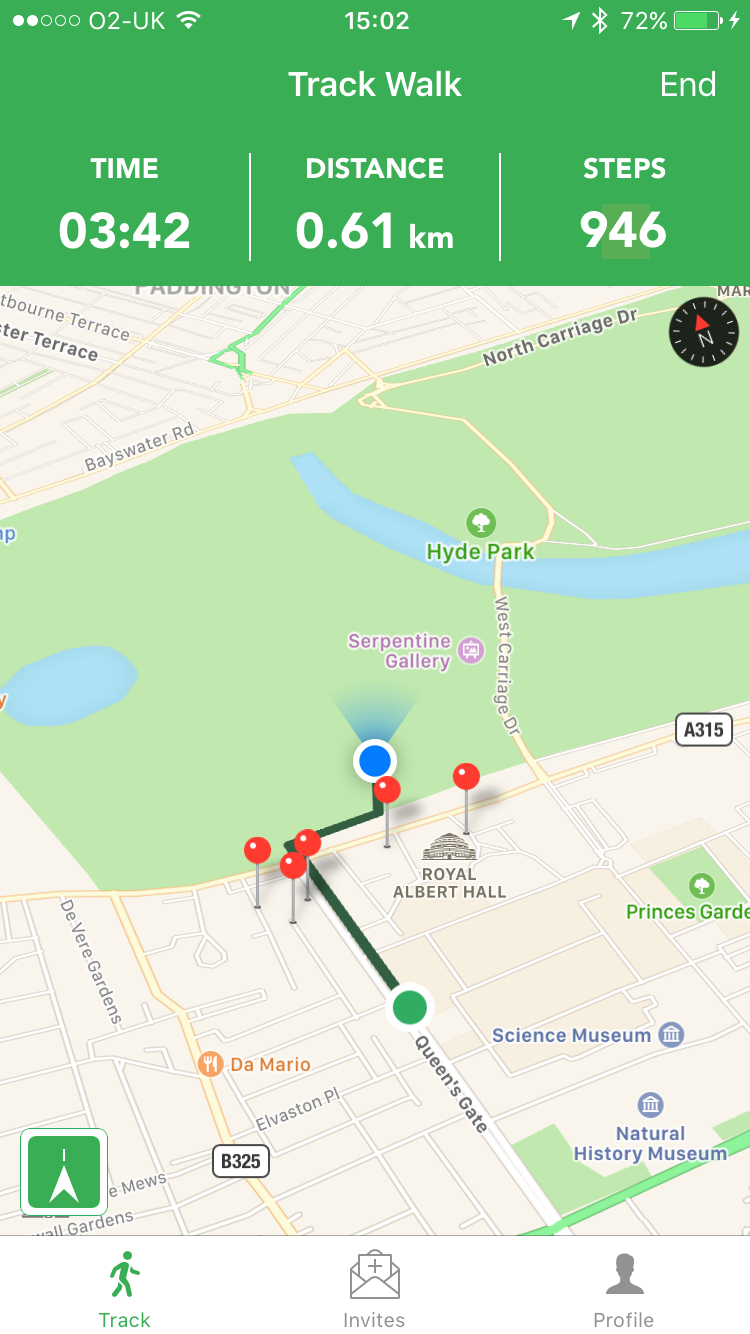 O2-UK 15:02 72%
Track Walk End
TIME DISTANCE STEPS
03:42 0.61 km 946
PADDINGTON
MAR
tbourne Terrace
ster Terrace
North Carriage Dr
N
Bayswater Rd
np
Hyde Park
West Carriage Dr
Serpentine
Gallery
y
A315
ROYAL
ALBERT HALL
Princes Garde
De Vere Gardens
Science Museum
Queen's Gate
Da Mario
Elvaston Pl
Natural
History Museum
B325
e Mews
wall Gardens
Track Invites Profile